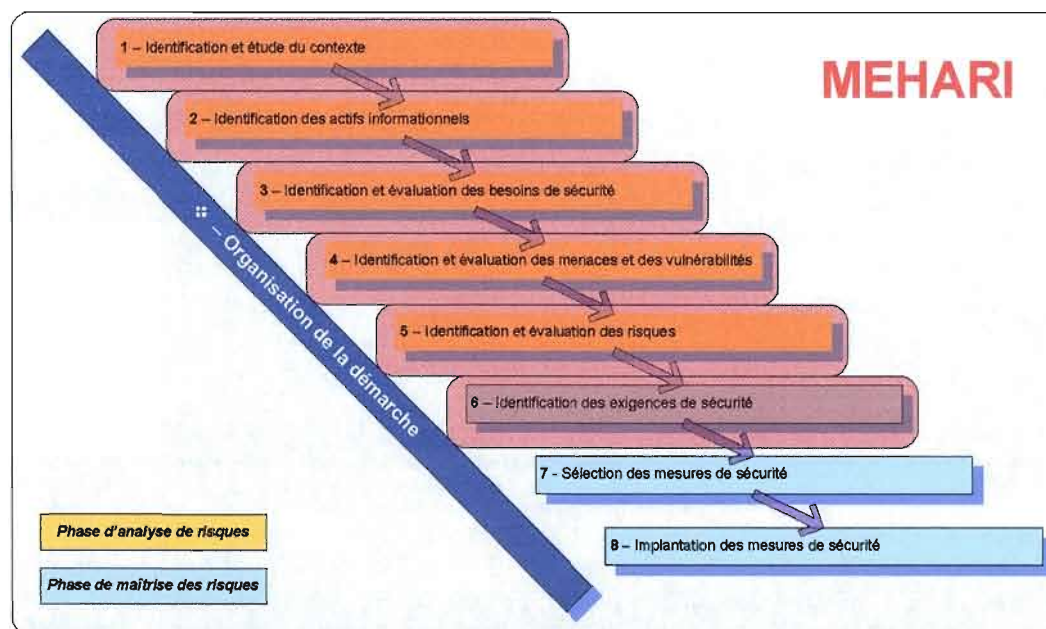 MEHARI
1 – Identification et étude du contexte
2 – Identification des actifs informationnels
3 – Identification et évaluation des besoins de sécurité
4 – Identification et évaluation des menaces et des vulnérabilités
5 – Identification et évaluation des risques
6 – Identification des exigences de sécurité
7 - Sélection des mesures de sécurité
8 – Implantation des mesures de sécurité
– Organisation de la démarche
Phase d'analyse de risques
Phase de maîtrise des risques